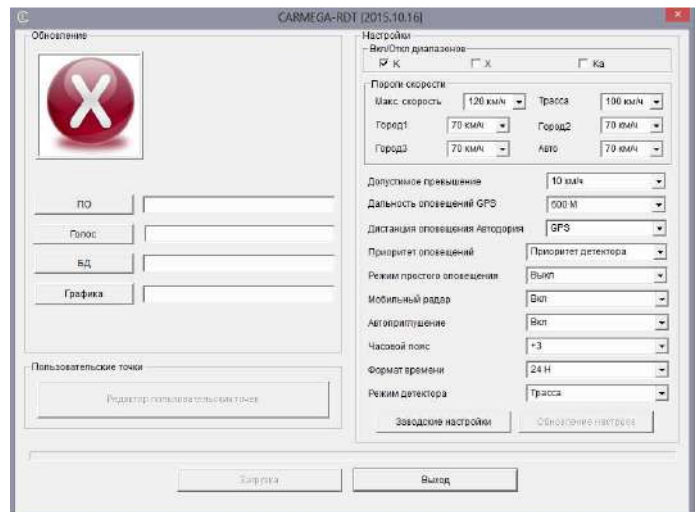 CARMEGA-RDT [2015.10.16]
Обновление
ПО
Голос
БД
Графика
Пользовательские точки
Редактор пользовательских точек
Настройки
Вкл/Откл диапазонов
K X Ka
Пороги скорости
Макс. скорость 120 км/ч Трасса 100 км/ч
Город1 70 км/ч Город2 70 км/ч
Город3 70 км/ч Авто 70 км/ч
Допустимое превышение 10 км/ч
Дальность оповещений GPS 600 М
Дистанция оповещения Автодория GPS
Приоритет оповещений Приоритет детектора
Режим простого оповещения Выкл
Мобильный радар Вкл
Автоприглушение Вкл
Часовой пояс +3
Формат времени 24 H
Режим детектора Трасса
Заводские настройки Обновление настроек
Загрузка Выход